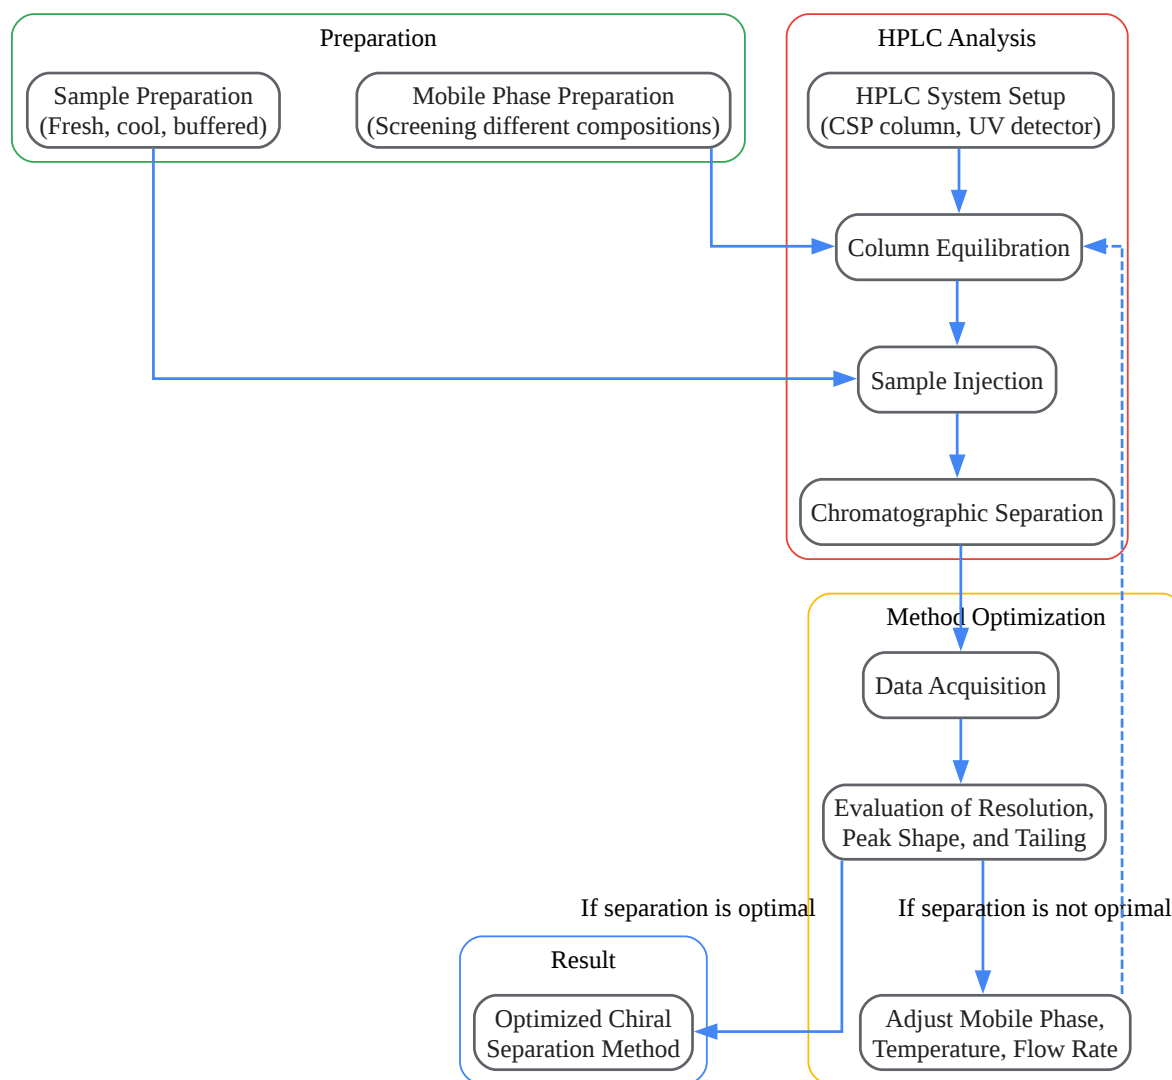 Preparation
Sample Preparation
(Fresh, cool, buffered)
Mobile Phase Preparation
(Screening different compositions)
HPLC Analysis
HPLC System Setup
(CSP column, UV detector)
Column Equilibration
Sample Injection
Chromatographic Separation
Method Optimization
Data Acquisition
Evaluation of Resolution,
Peak Shape, and Tailing
If separation is optimal
If separation is not optimal
Result
Optimized Chiral
Separation Method
Adjust Mobile Phase,
Temperature, Flow Rate